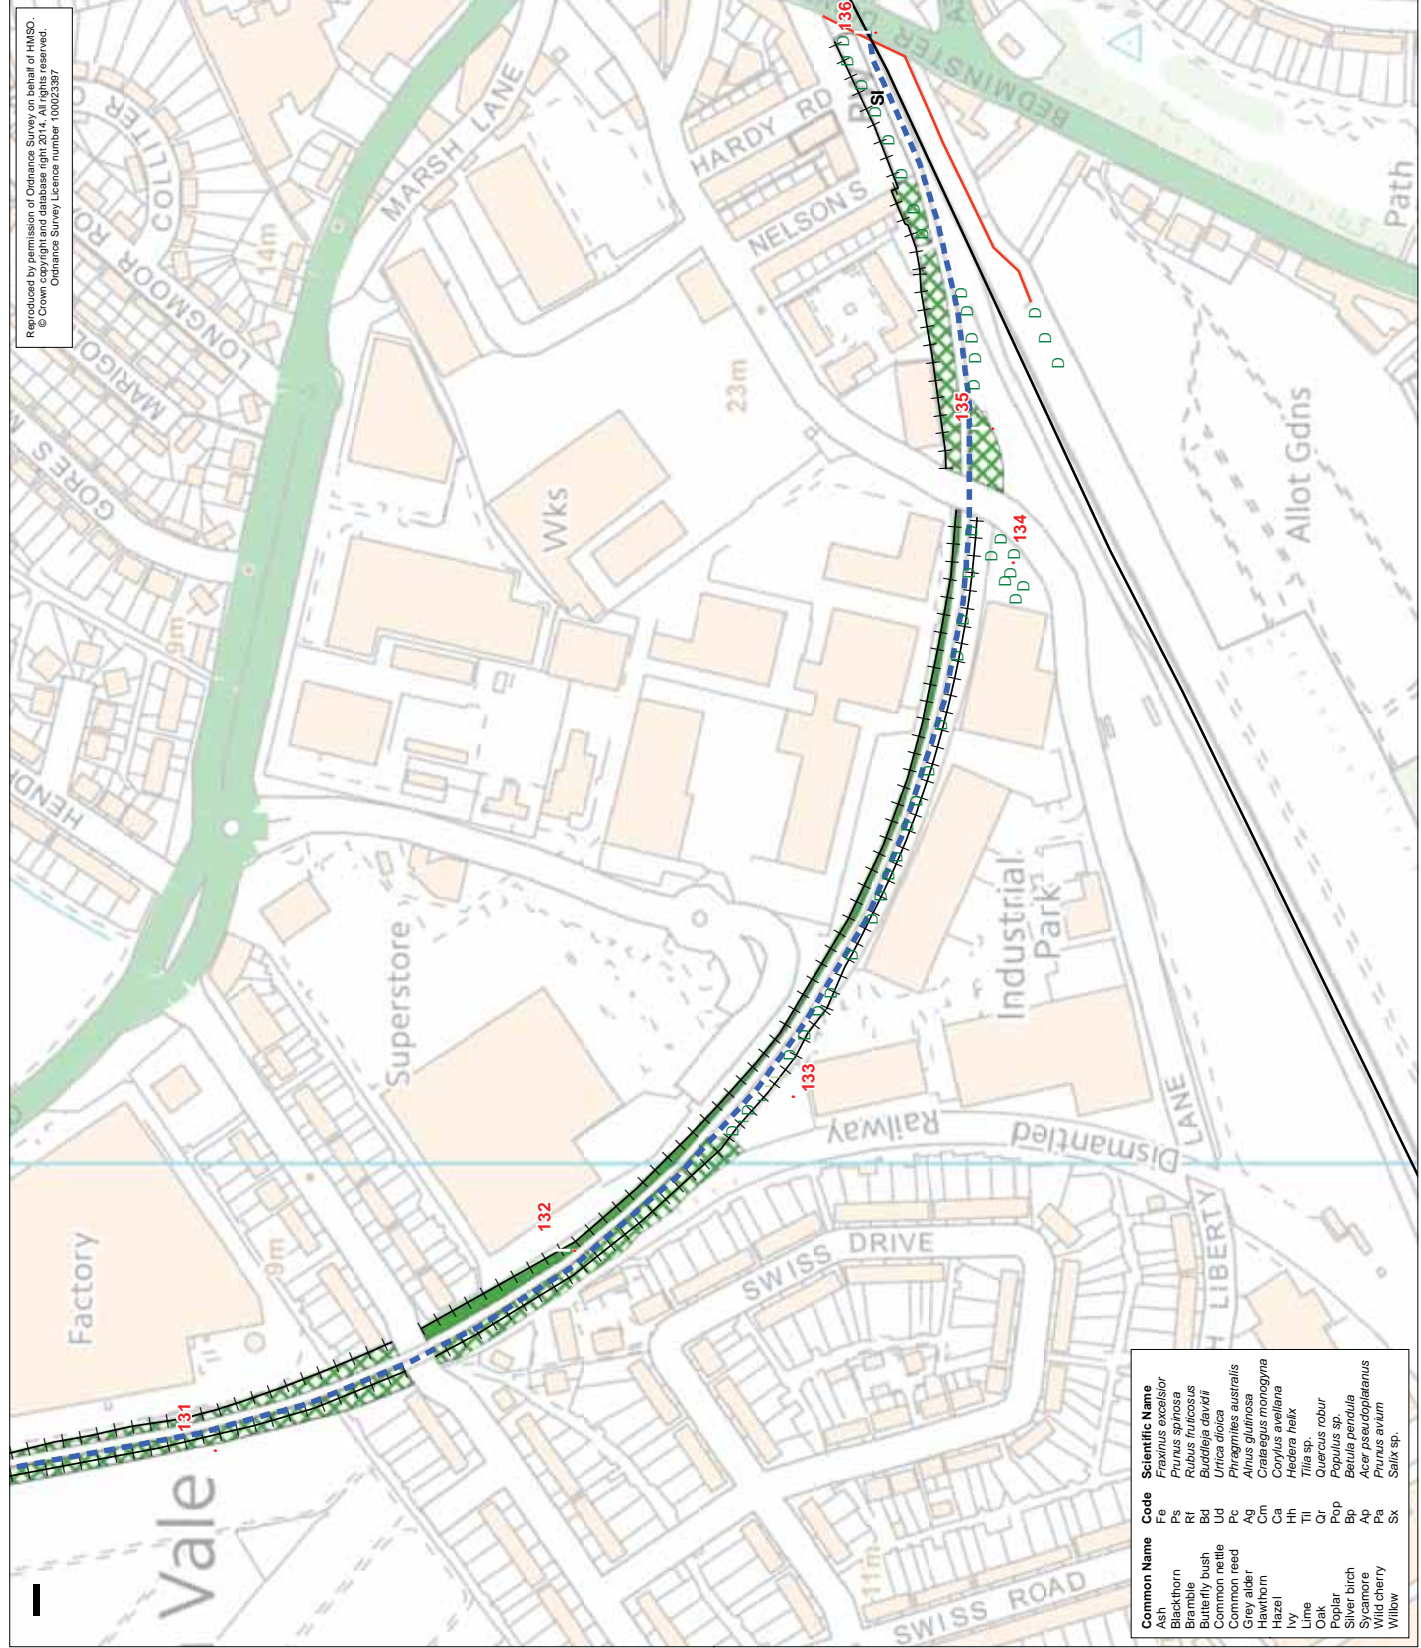 Reproduced by permission of Ordnance Survey on behalf of HMSO.
© Crown copyright and database right 2014. All rights reserved.
Ordnance Survey Licence number 100023397
COLLITER
LONGMOOR
MARIGO
GORES M
HENDR
14m
9m
MARSH LANE
HARDY RD
NELSON'S
BEDMINSTER
AV
Path
136
SI
135
134
133
132
131
23m
Wks
Allot Gdns
Superstore
Industrial
Park
Factory
9m
Vale
Dismantled
Railway
LANE
H LIBERTY
SWISS
DRIVE
11m
SWISS ROAD
Common Name Code Scientific Name
Ash Fe Fraxinus excelsior
Blackthorn Ps Prunus spinosa
Bramble Rf Rubus fruticosus
Butterfly bush Bd Buddleja davidii
Common nettle Ud Urtica dioica
Common reed Pc Phragmites australis
Grey alder Ag Alnus glutinosa
Hawthorn Cm Crataegus monogyna
Hazel Ca Corylus avellana
Ivy Hh Hedera helix
Lime Til Tilia sp.
Oak Qr Quercus robur
Poplar Pop Populus sp.
Silver birch Bp Betula pendula
Sycamore Ap Acer pseudoplatanus
Wild cherry Pa Prunus avium
Willow Sx Salix sp.